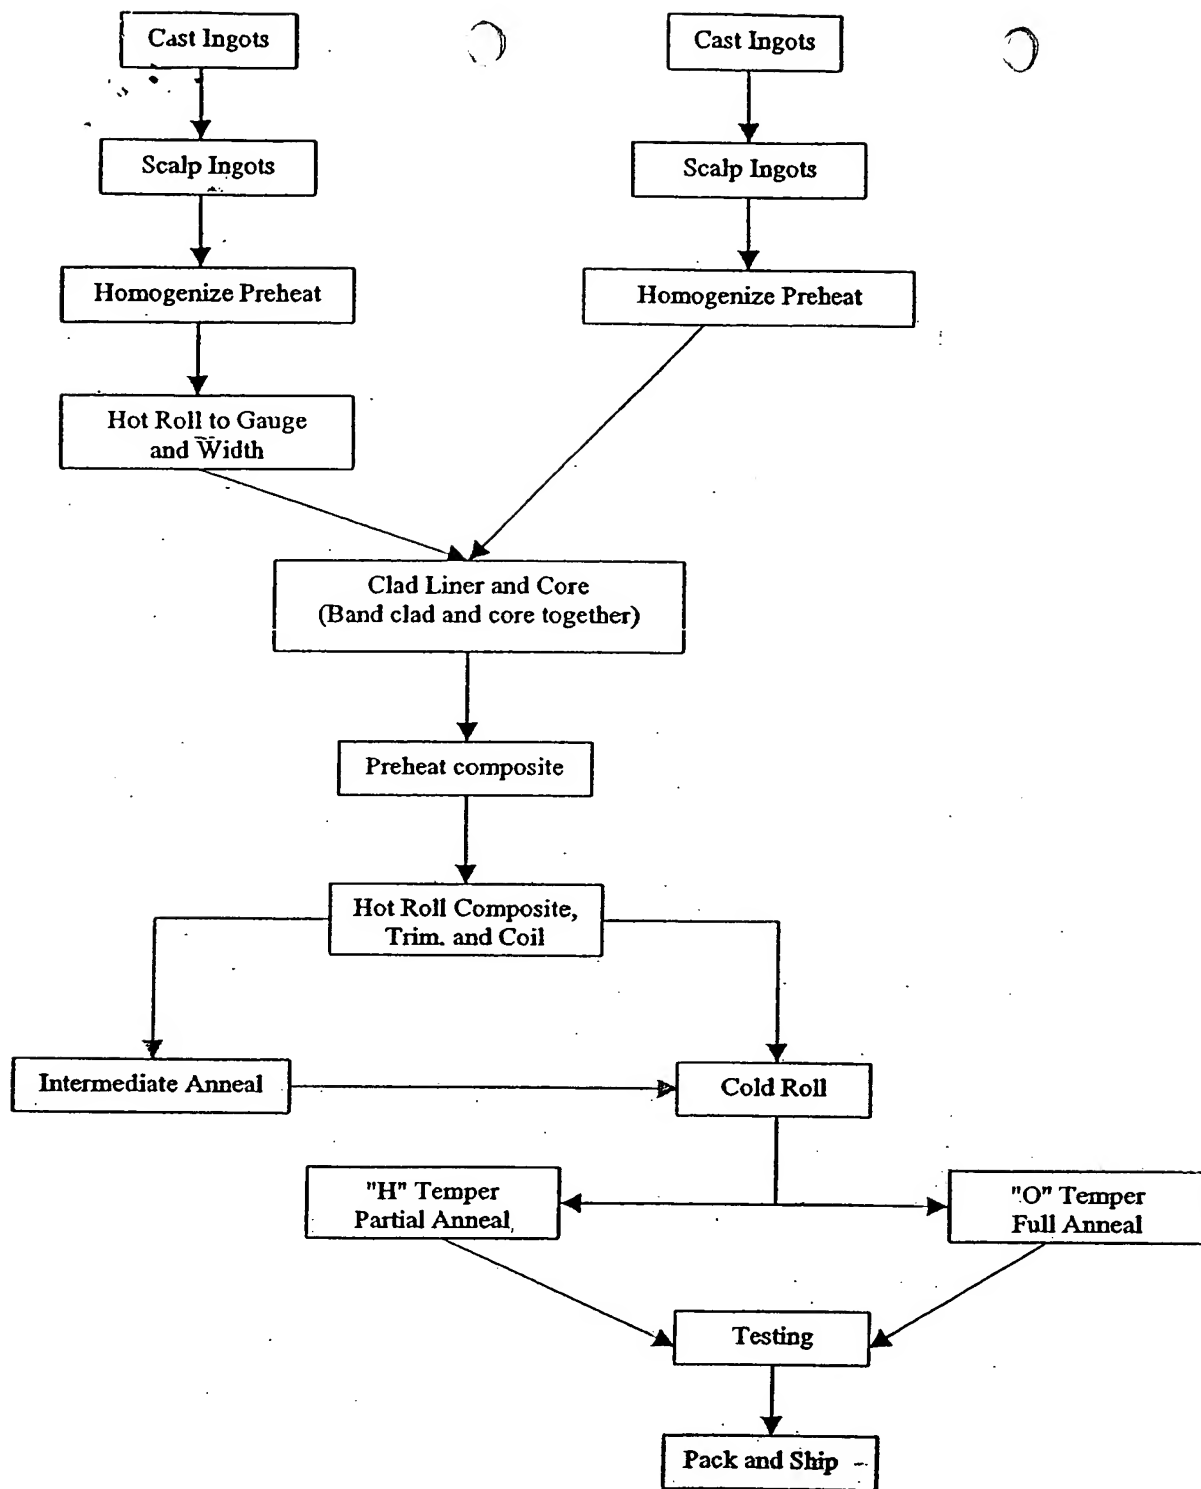 Cast Ingots
Cast Ingots
Scalp Ingots
Scalp Ingots
Homogenize Preheat
Homogenize Preheat
Hot Roll to Gauge
and Width
Clad Liner and Core
(Band clad and core together)
Preheat composite
Hot Roll Composite,
Trim. and Coil
Intermediate Anneal
Cold Roll
"H" Temper
Partial Anneal
"O" Temper
Full Anneal
Testing
Pack and Ship